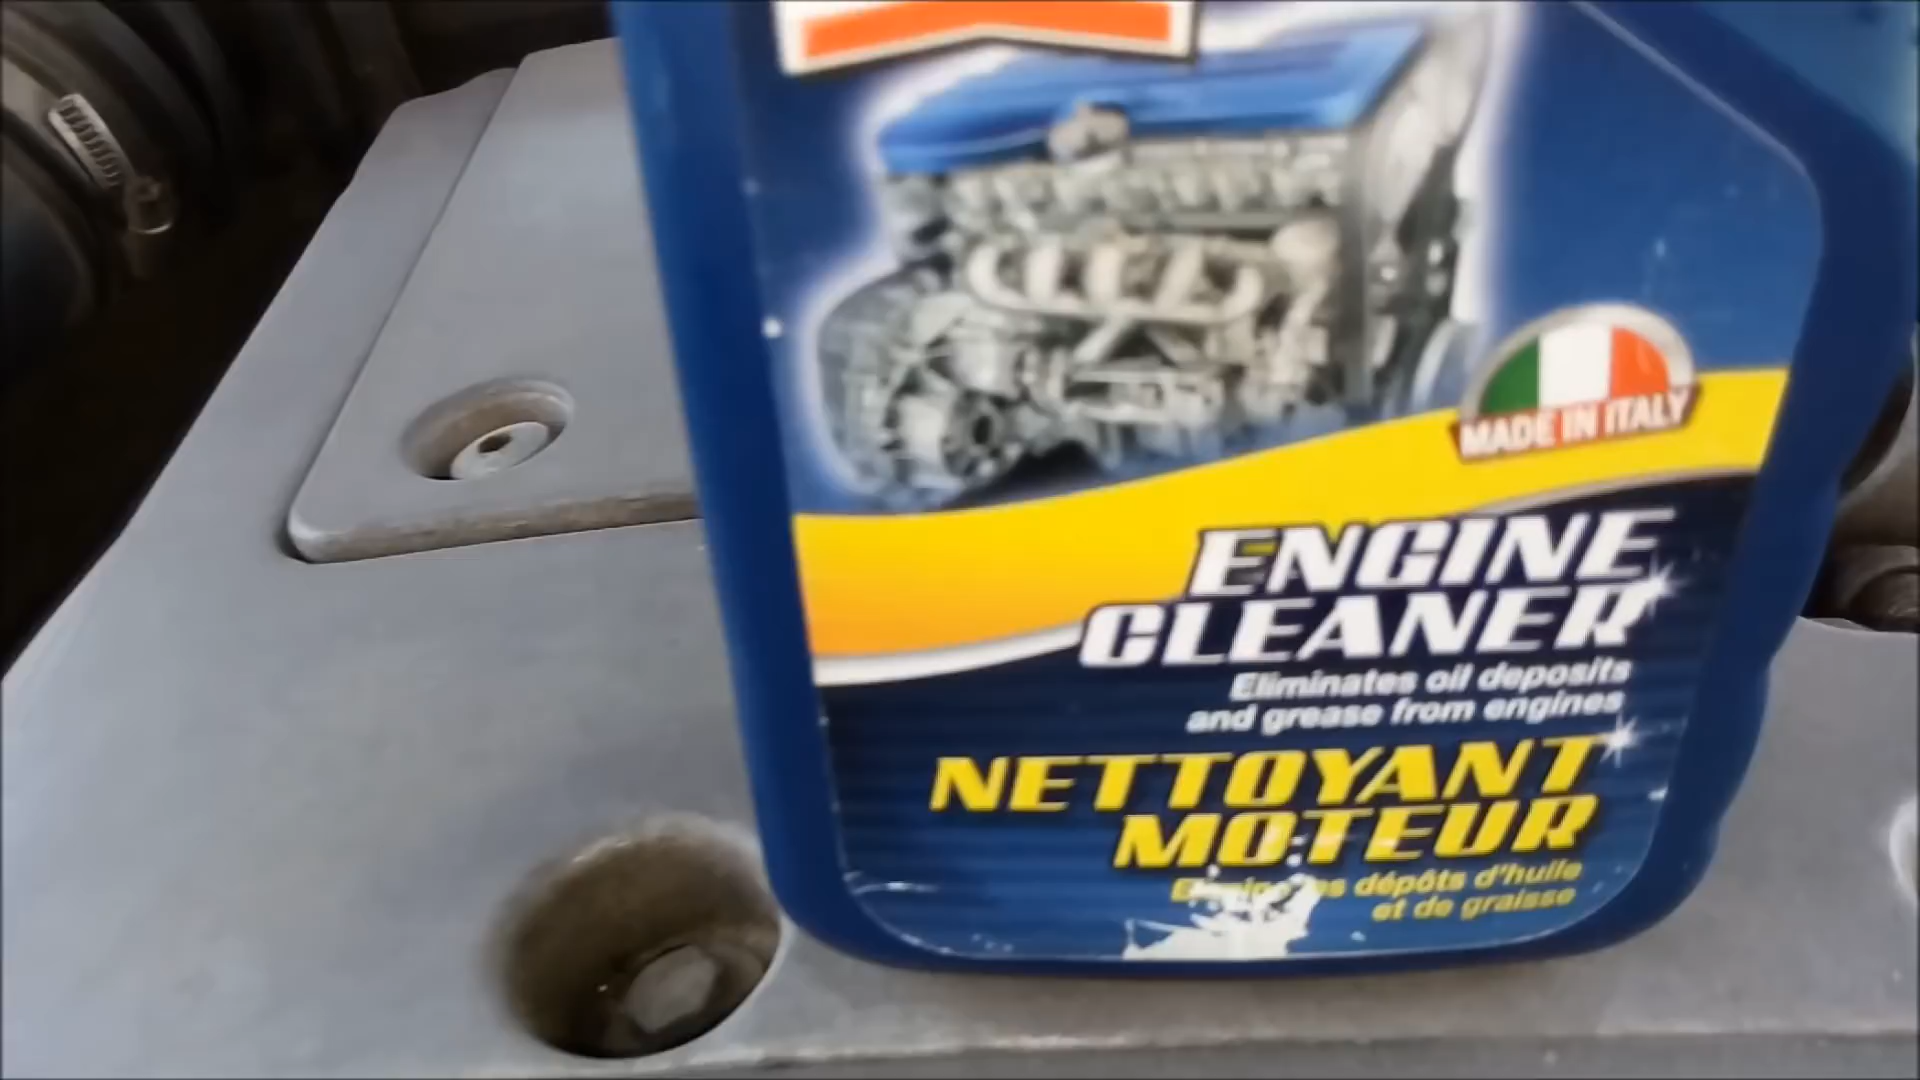 MADE IN ITALY
ENGINE
CLEANER
Eliminates oil deposits
and grease from engines
NETTOYANT
MOTEUR
dépôts d'huile
et de graisse